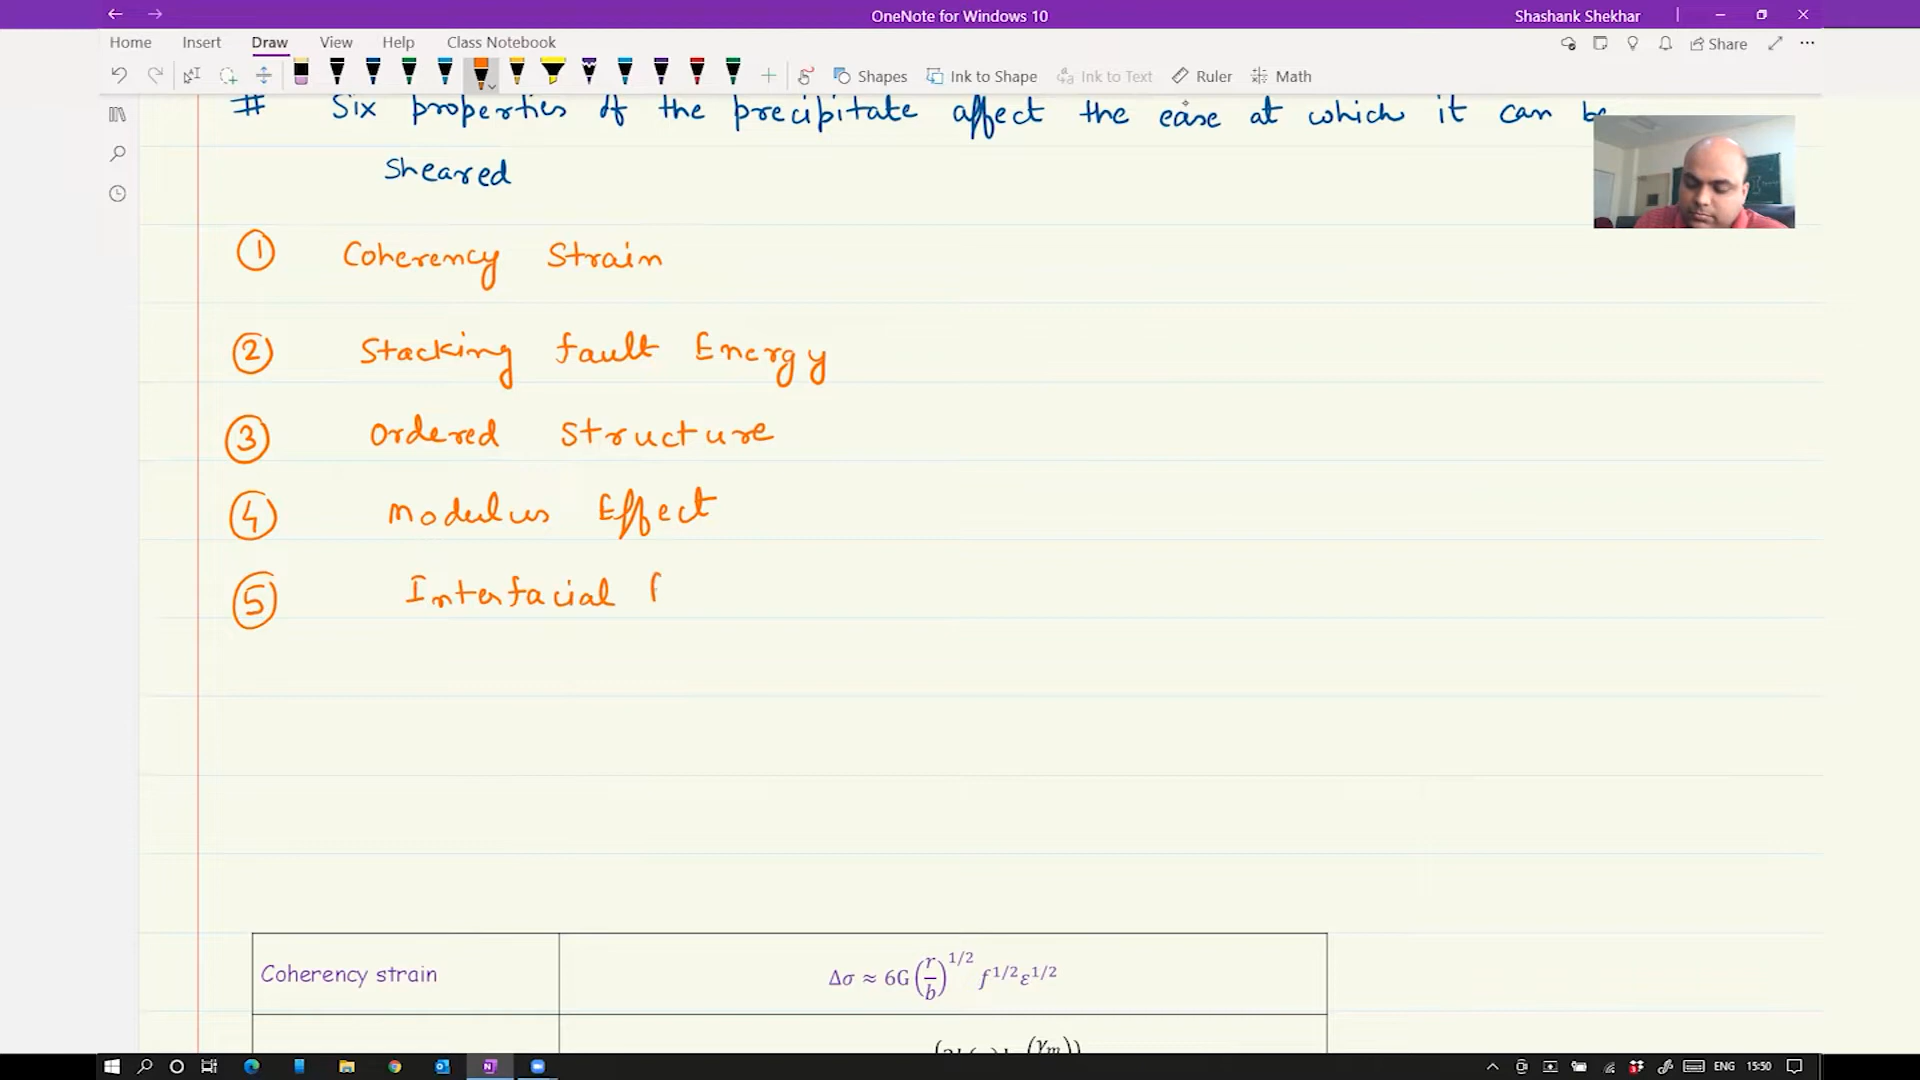 OneNote for Windows 10
Shashank Shekhar
Home Insert Draw View Help Class Notebook
Share
Shapes Ink to Shape Ink to Text Ruler Math
# Six properties of the precipitate affect the ease at which it can be
Sheared
① Coherency Strain
② Stacking fault Energy
③ Ordered Structure
④ Modulus Effect
⑤ Interfacial
Coherency strain
Δσ ≈ 6G(r/b)^1/2 f^1/2 ε^1/2
ENG 15:50